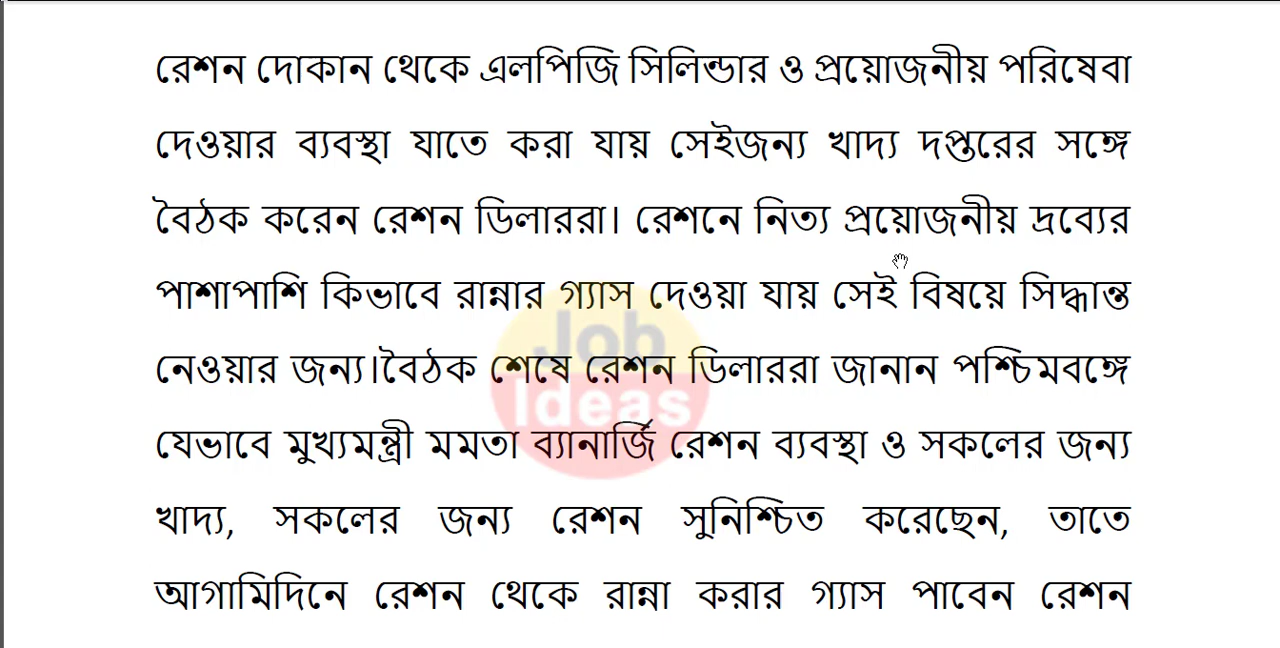 রেশন দোকান থেকে এলপিজি সিলিন্ডার ও প্রয়োজনীয় পরিষেবা
দেওয়ার ব্যবস্থা যাতে করা যায় সেইজন্য খাদ্য দপ্তরের সঙ্গে
বৈঠক করেন রেশন ডিলাররা। রেশনে নিত্য প্রয়োজনীয় দ্রব্যের
পাশাপাশি কিভাবে রান্নার গ্যাস দেওয়া যায় সেই বিষয়ে সিদ্ধান্ত
নেওয়ার জন্য।বৈঠক শেষে রেশন ডিলাররা জানান পশ্চিমবঙ্গে
যেভাবে মুখ্যমন্ত্রী মমতা ব্যানার্জি রেশন ব্যবস্থা ও সকলের জন্য
খাদ্য, সকলের জন্য রেশন সুনিশ্চিত করেছেন, তাতে
আগামিদিনে রেশন থেকে রান্না করার গ্যাস পাবেন রেশন
Job
Ideas